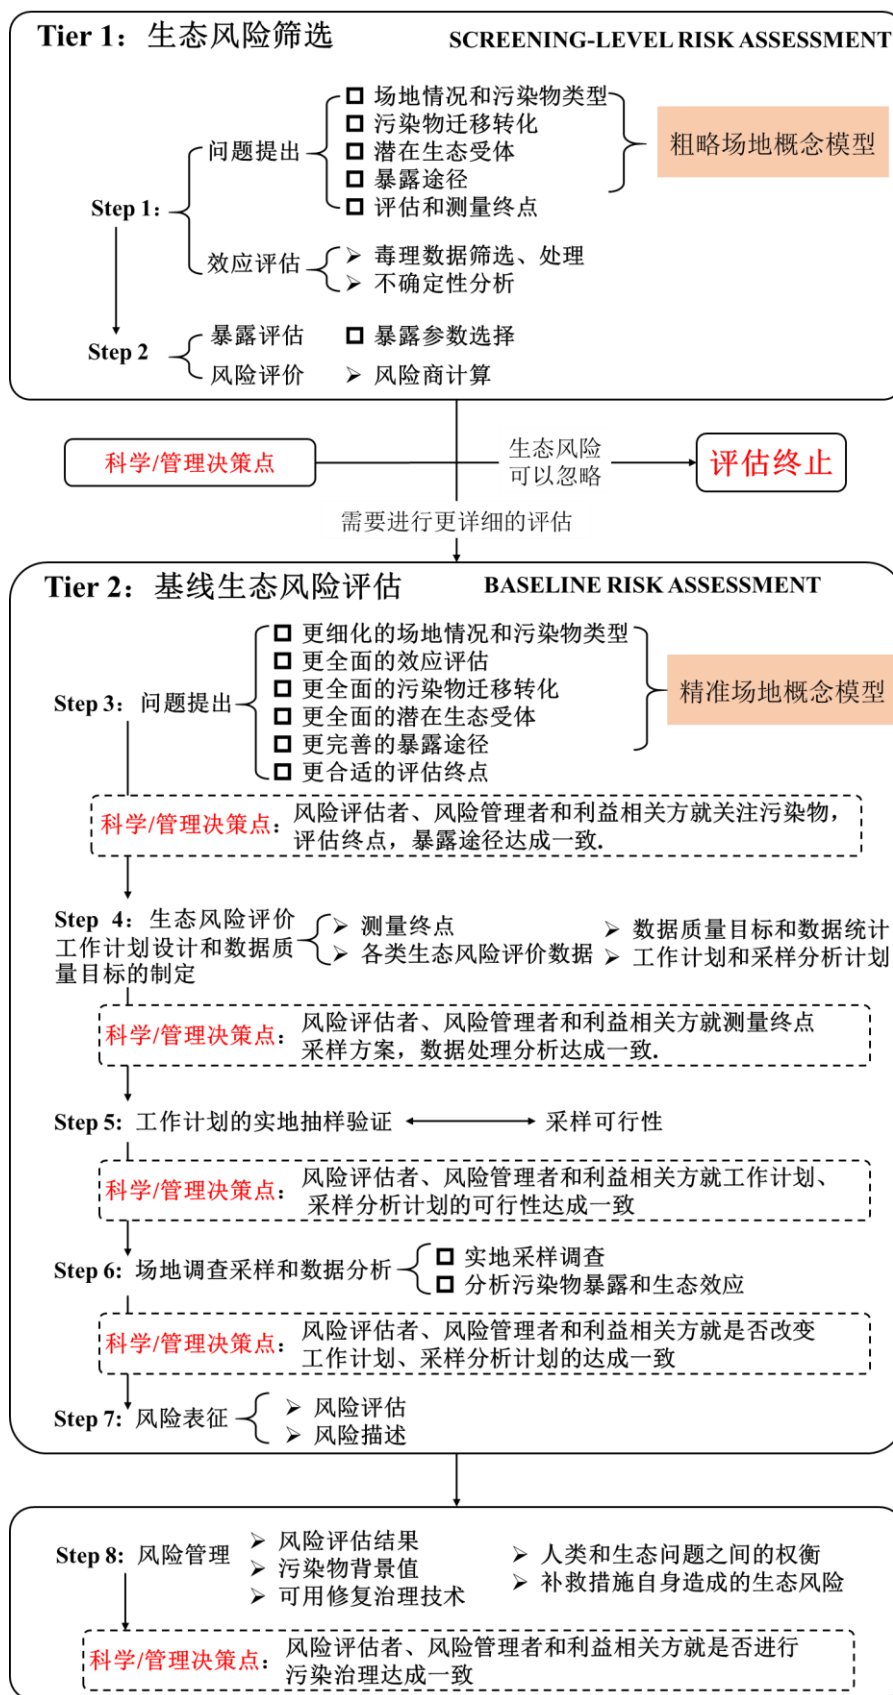 Tier 1：生态风险筛选 SCREENING-LEVEL RISK ASSESSMENT
Step 1：
问题提出
场地情况和污染物类型
污染物迁移转化
潜在生态受体
暴露途径
评估和测量终点
粗略场地概念模型
效应评估
毒理数据筛选、处理
不确定性分析
Step 2
暴露评估
暴露参数选择
风险评价
风险商计算
科学/管理决策点
生态风险
可以忽略
评估终止
需要进行更详细的评估
Tier 2：基线生态风险评估 BASELINE RISK ASSESSMENT
Step 3：问题提出
更细化的场地情况和污染物类型
更全面的效应评估
更全面的污染物迁移转化
更全面的潜在生态受体
更完善的暴露途径
更合适的评估终点
精准场地概念模型
科学/管理决策点：风险评估者、风险管理者和利益相关方就关注污染物，
评估终点，暴露途径达成一致.
Step 4：生态风险评价
工作计划设计和数据质
量目标的制定
测量终点
各类生态风险评价数据
数据质量目标和数据统计
工作计划和采样分析计划
科学/管理决策点：风险评估者、风险管理者和利益相关方就测量终点
采样方案，数据处理分析达成一致.
Step 5: 工作计划的实地抽样验证 采样可行性
科学/管理决策点：风险评估者、风险管理者和利益相关方就工作计划、
采样分析计划的可行性达成一致
Step 6: 场地调查采样和数据分析
实地采样调查
分析污染物暴露和生态效应
科学/管理决策点：风险评估者、风险管理者和利益相关方就是否改变
工作计划、采样分析计划的达成一致
Step 7: 风险表征
风险评估
风险描述
Step 8: 风险管理
风险评估结果
污染物背景值
可用修复治理技术
人类和生态问题之间的权衡
补救措施自身造成的生态风险
科学/管理决策点：风险评估者、风险管理者和利益相关方就是否进行
污染治理达成一致